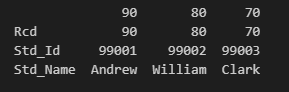 90 80 70
Rcd 90 80 70
Std_Id 99001 99002 99003
Std_Name Andrew William Clark